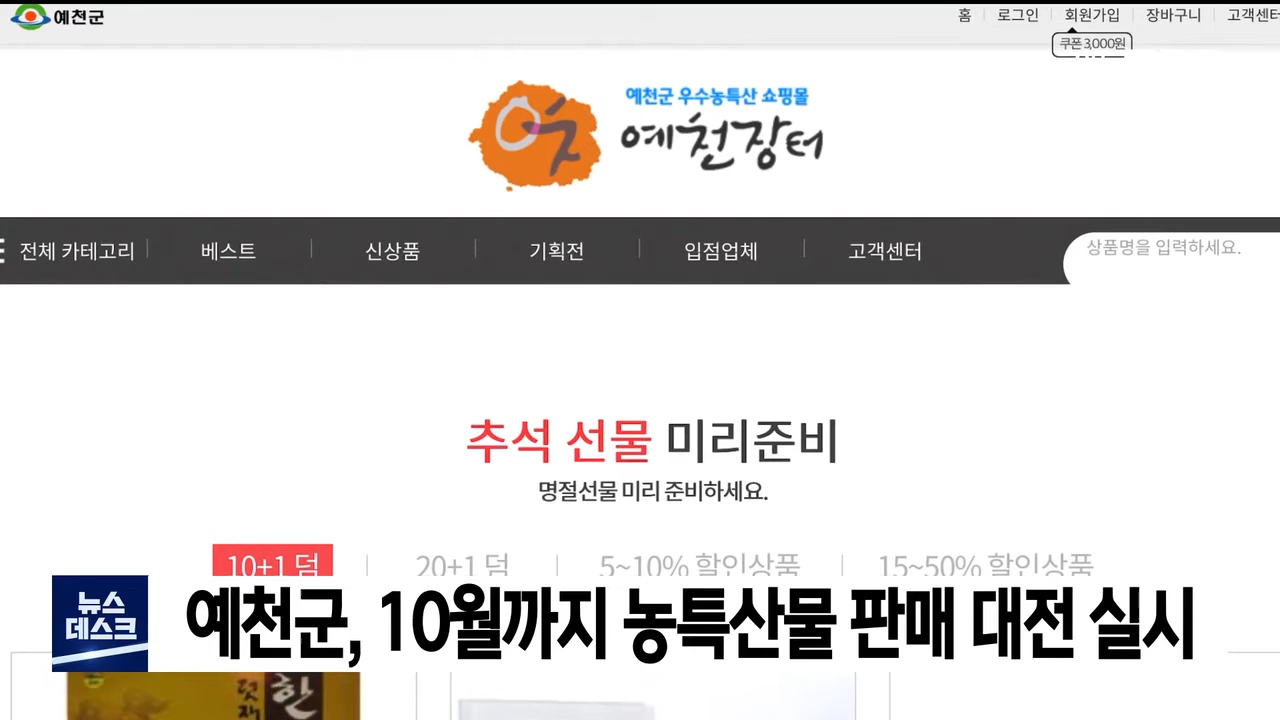 예천군
홈 로그인 회원가입 장바구니 고객센터
쿠폰 3,000원
예천군 우수농특산 쇼핑몰
예천장터
전체 카테고리 베스트 신상품 기획전 입점업체 고객센터
상품명을 입력하세요.
추석 선물 미리준비
명절선물 미리 준비하세요.
10+1 덤 20+1 덤 5~10% 할인상품 15~50% 할인상품
뉴스
데스크
예천군, 10월까지 농특산물 판매 대전 실시
한